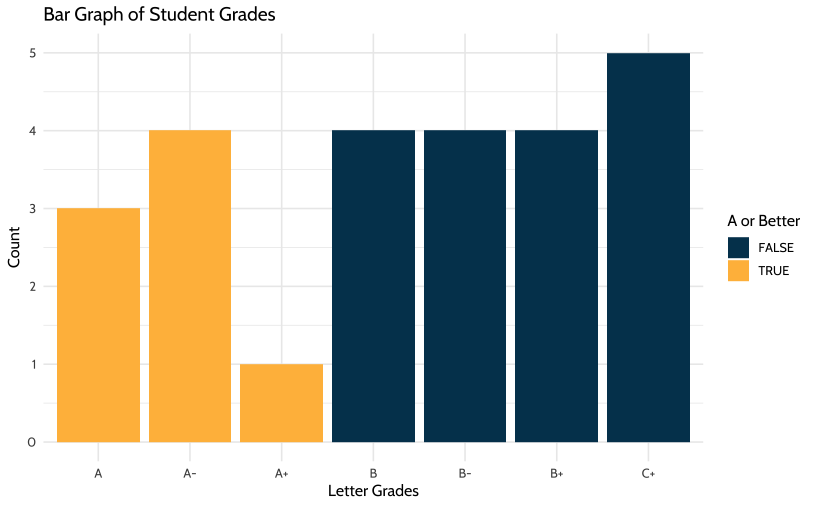 Bar Graph of Student Grades
5
4
3
2
1
0
Count
A A- A+ B B- B+ C+
Letter Grades
A or Better
FALSE
TRUE